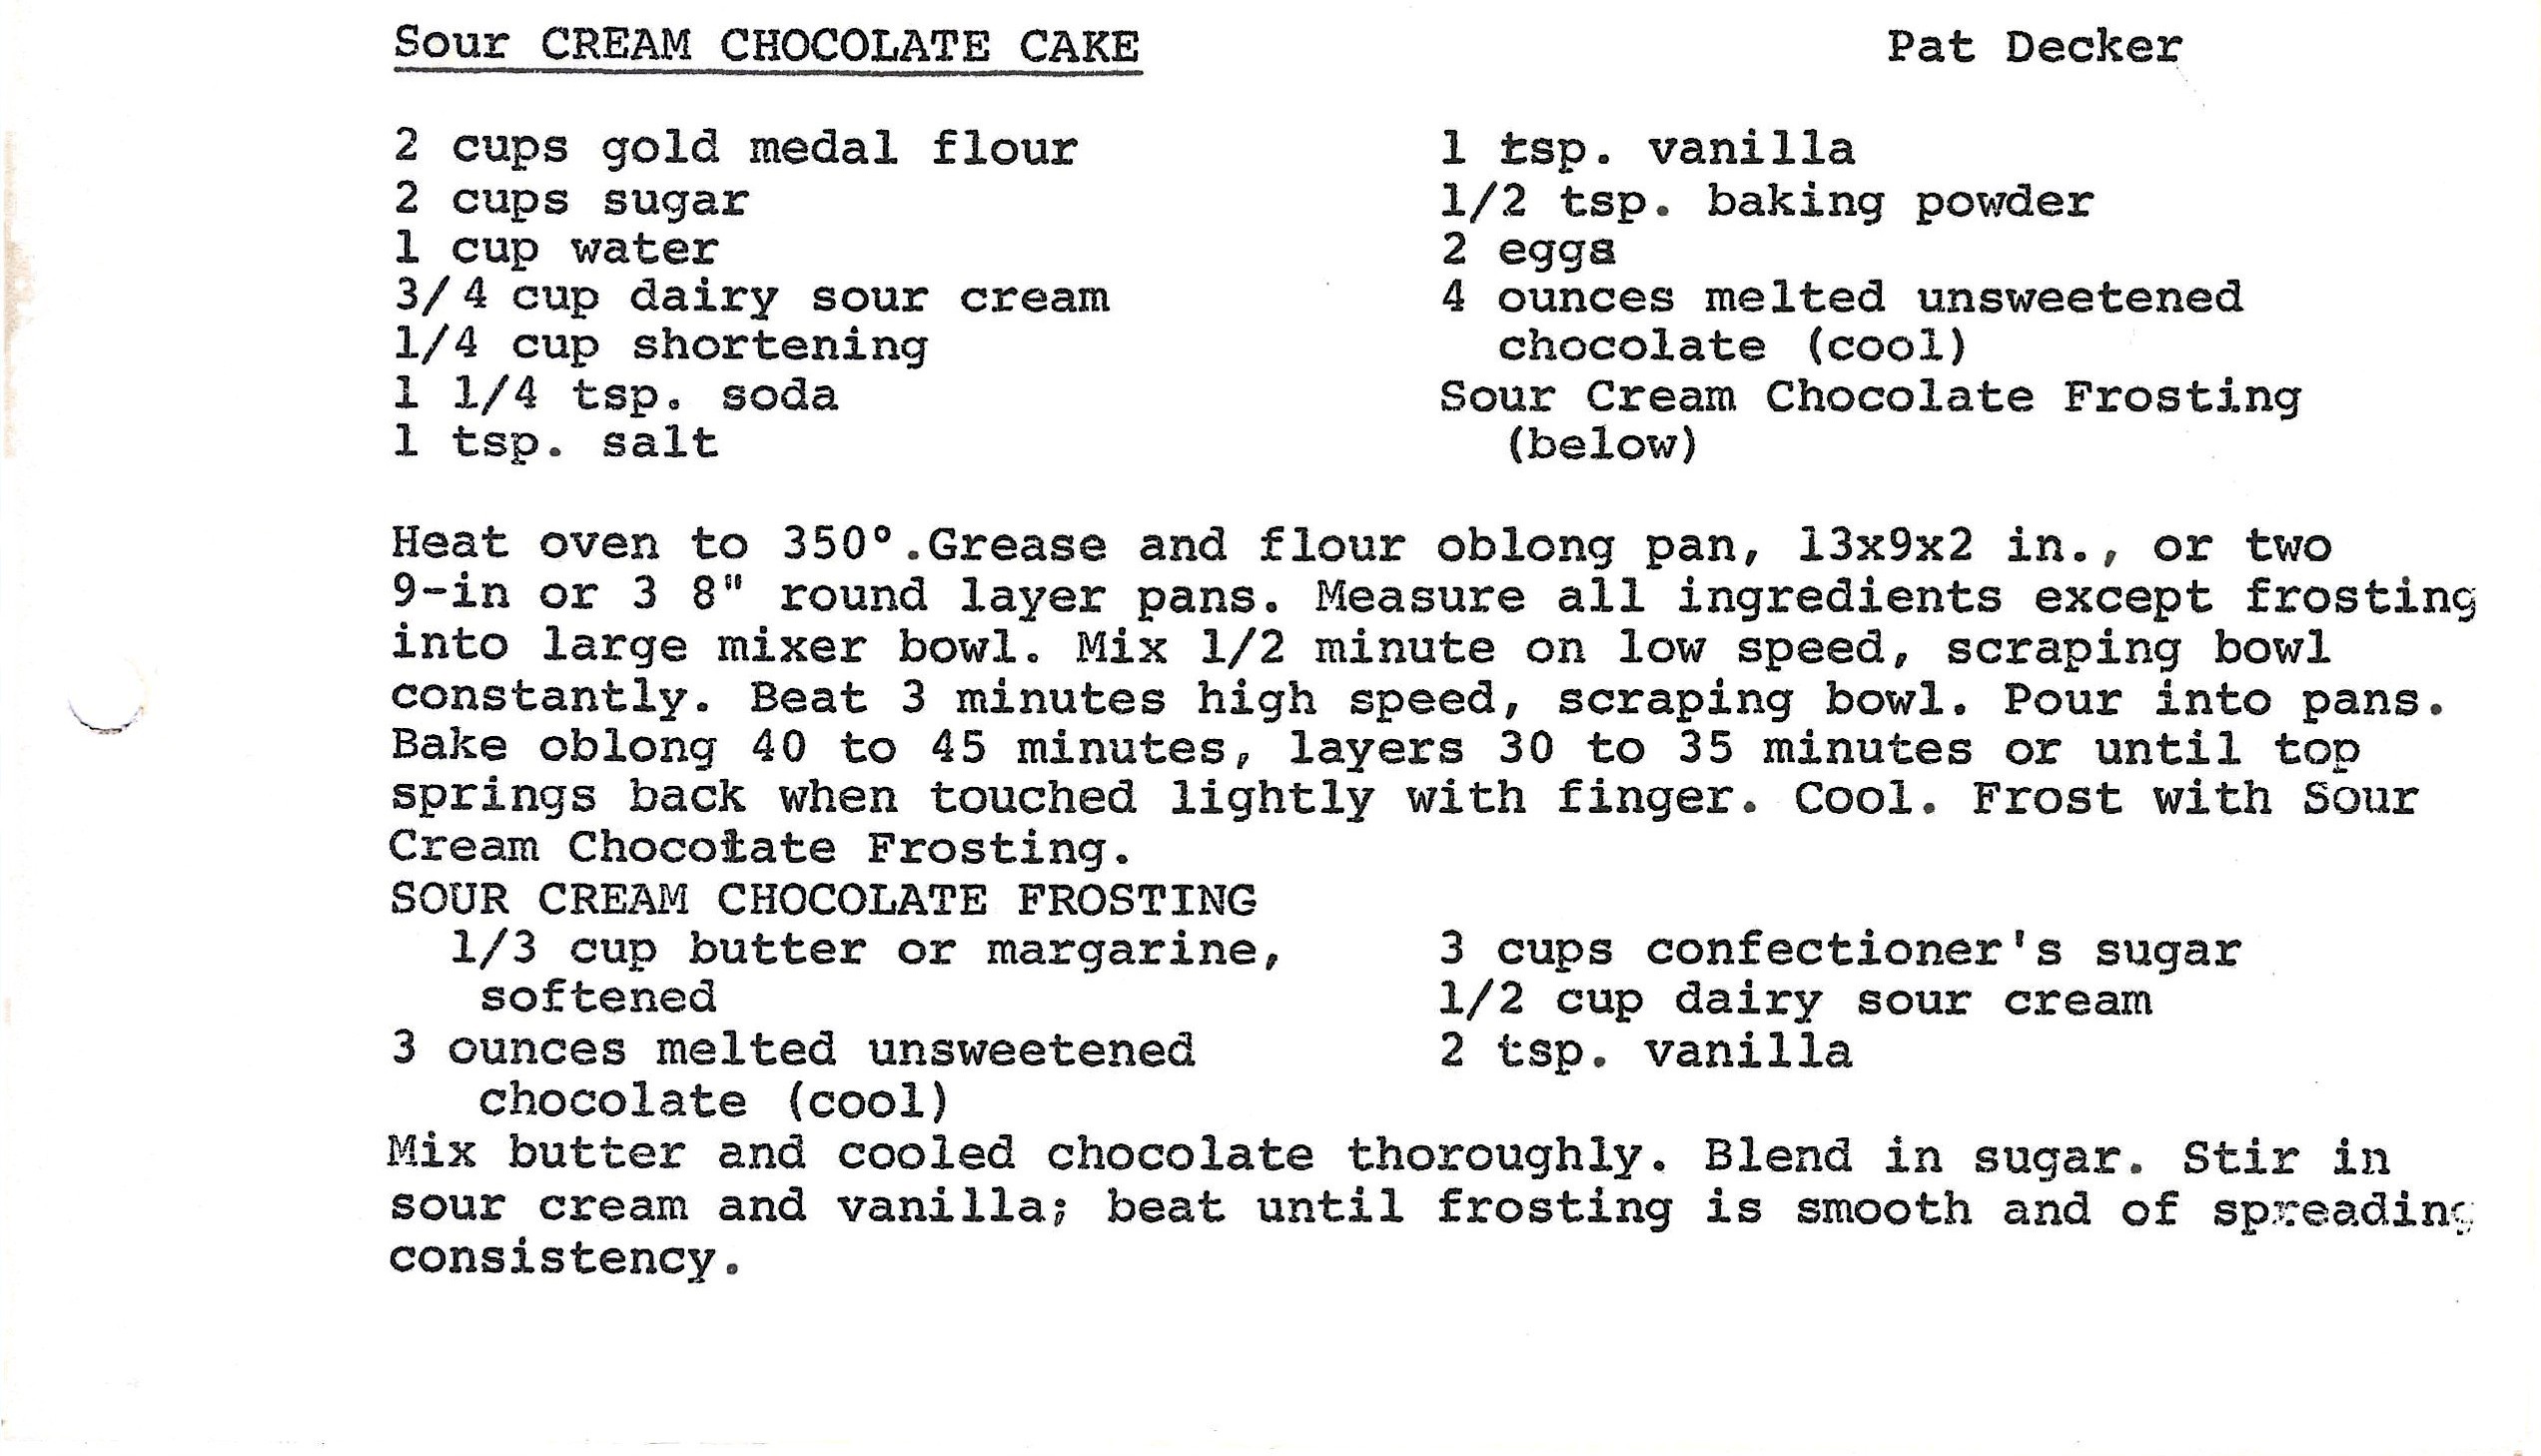 Sour CREAM CHOCOLATE CAKE Pat Decker
2 cups gold medal flour 1 tsp. vanilla
2 cups sugar 1/2 tsp. baking powder
1 cup water 2 eggs
3/4 cup dairy sour cream 4 ounces melted unsweetened
1/4 cup shortening chocolate (cool)
1 1/4 tsp. soda Sour Cream Chocolate Frosting
1 tsp. salt (below)
Heat oven to 350°.Grease and flour oblong pan, 13x9x2 in., or two
9-in or 3 8" round layer pans. Measure all ingredients except frosting
into large mixer bowl. Mix 1/2 minute on low speed, scraping bowl
constantly. Beat 3 minutes high speed, scraping bowl. Pour into pans.
Bake oblong 40 to 45 minutes, layers 30 to 35 minutes or until top
springs back when touched lightly with finger. Cool. Frost with Sour
Cream Chocolate Frosting.
SOUR CREAM CHOCOLATE FROSTING
1/3 cup butter or margarine, 3 cups confectioner's sugar
softened 1/2 cup dairy sour cream
3 ounces melted unsweetened 2 tsp. vanilla
chocolate (cool)
Mix butter and cooled chocolate thoroughly. Blend in sugar. Stir in
sour cream and vanilla; beat until frosting is smooth and of spreading
consistency.